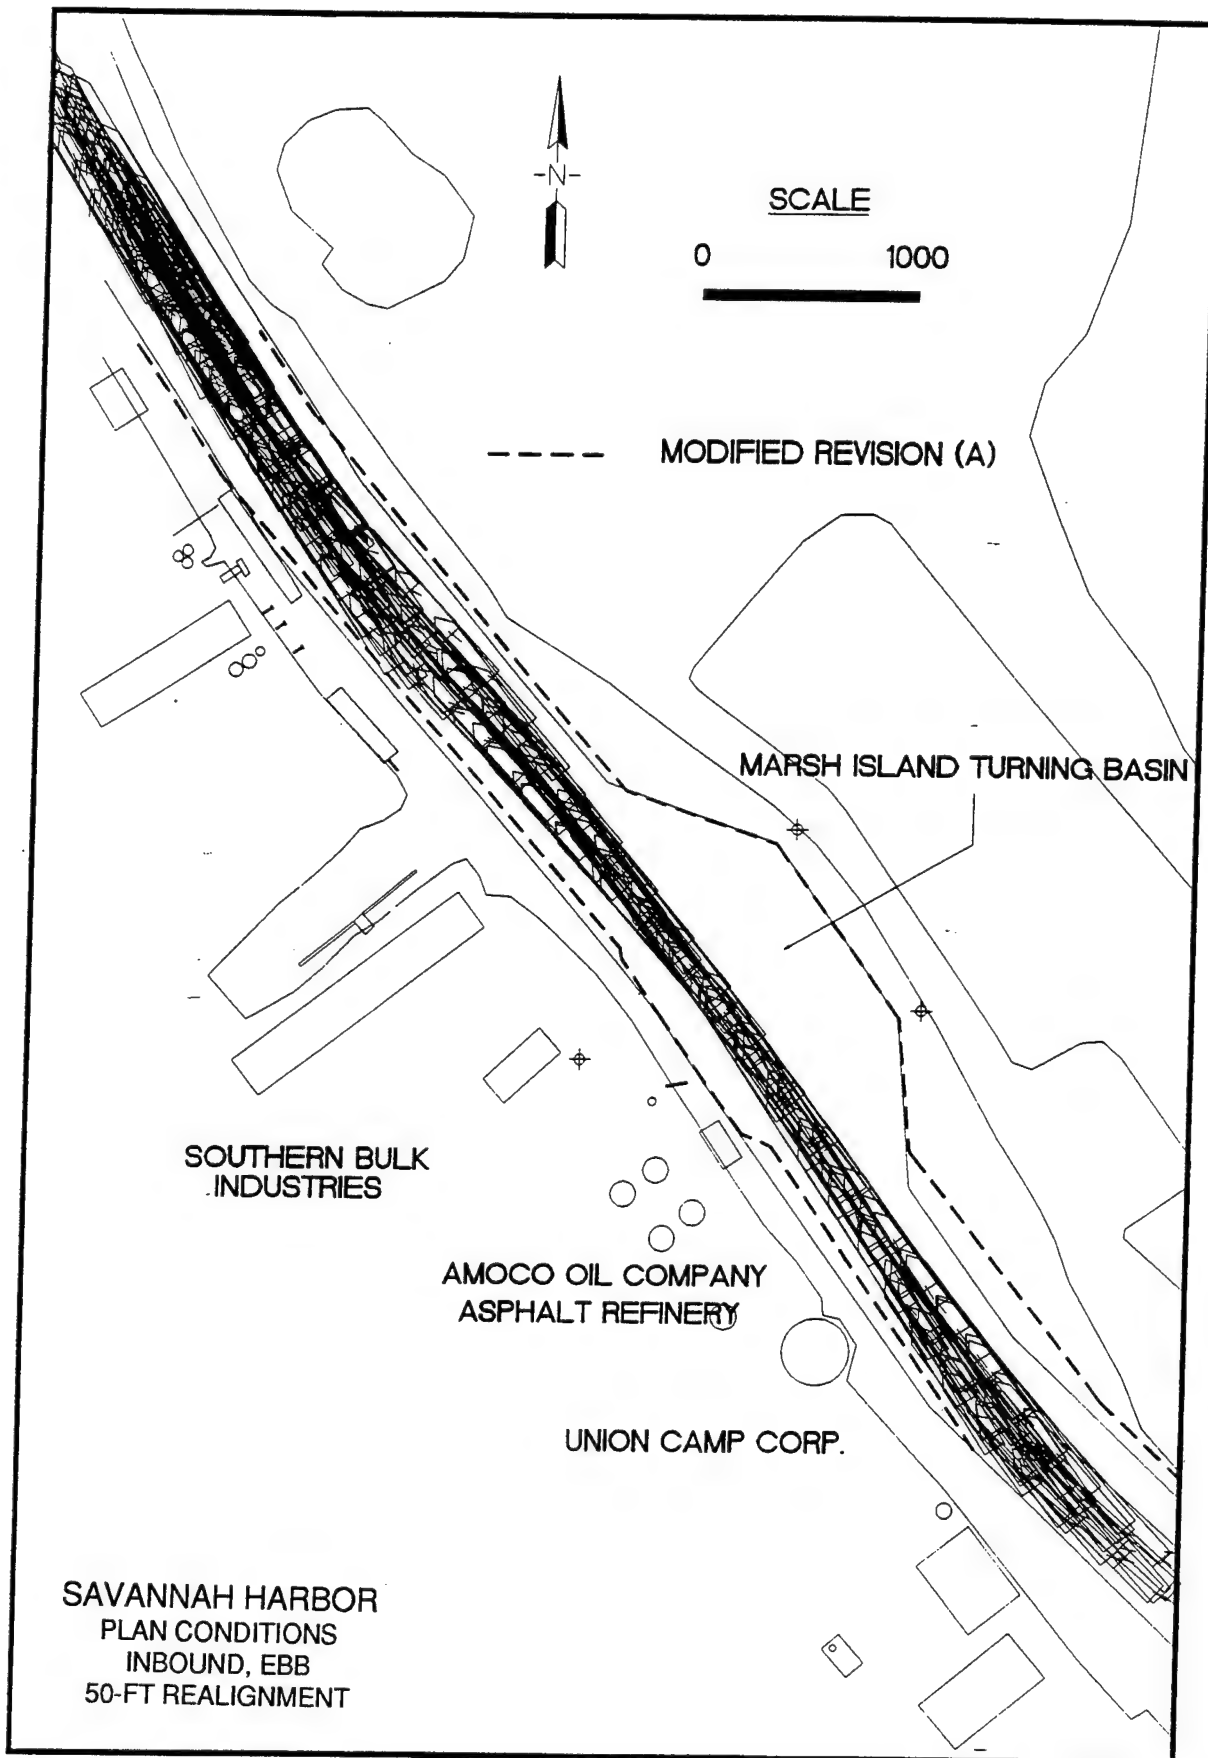 -N-
SCALE
0 1000
MODIFIED REVISION (A)
MARSH ISLAND TURNING BASIN
SOUTHERN BULK
INDUSTRIES
AMOCO OIL COMPANY
ASPHALT REFINERY
UNION CAMP CORP.
SAVANNAH HARBOR
PLAN CONDITIONS
INBOUND, EBB
50-FT REALIGNMENT